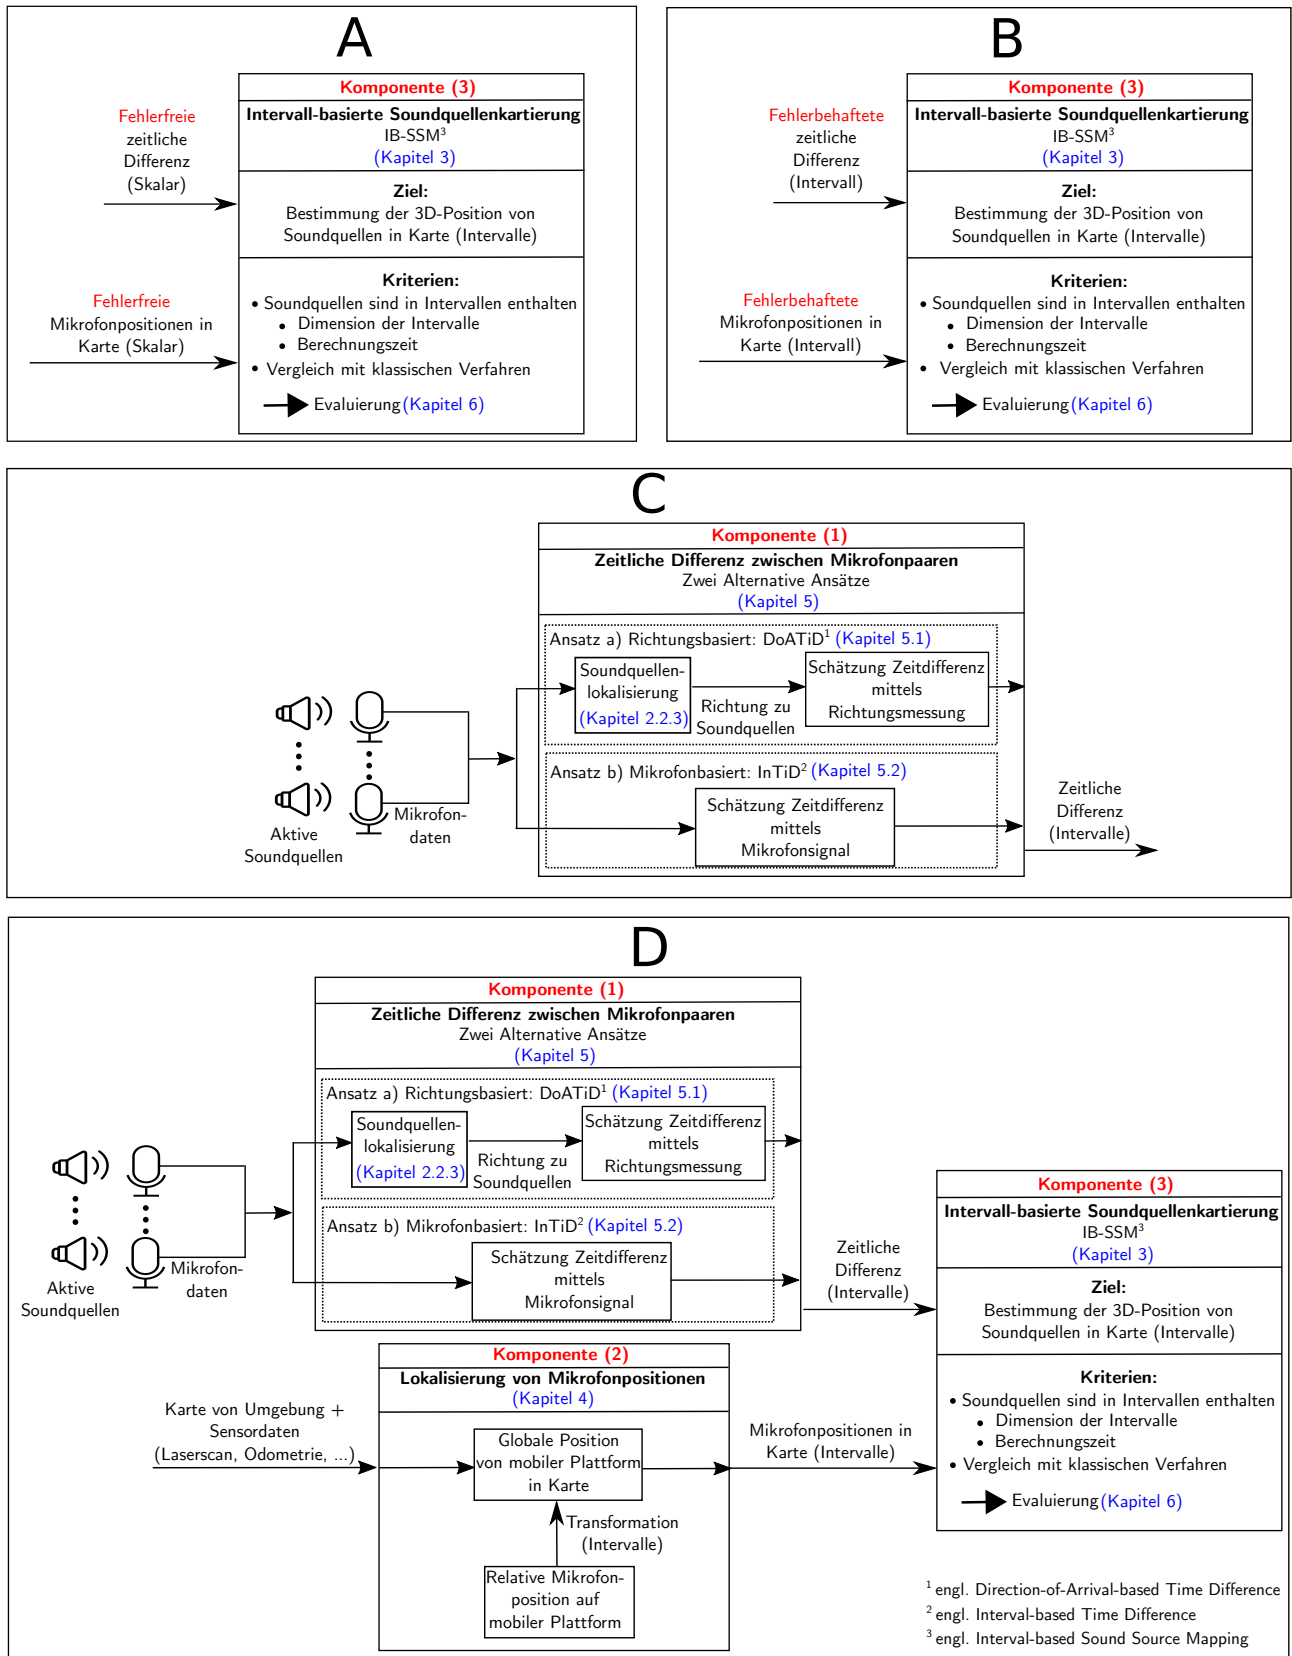 A
Komponente (3)
Intervall-basierte Soundquellenkartierung
IB-SSM³
(Kapitel 3)
Fehlerfreie
zeitliche
Differenz
(Skalar)
Ziel:
Bestimmung der 3D-Position von
Soundquellen in Karte (Intervalle)
Fehlerfreie
Mikrofonpositionen in
Karte (Skalar)
Kriterien:
• Soundquellen sind in Intervallen enthalten
• Dimension der Intervalle
• Berechnungszeit
• Vergleich mit klassischen Verfahren
Evaluierung (Kapitel 6)
B
Komponente (3)
Intervall-basierte Soundquellenkartierung
IB-SSM³
(Kapitel 3)
Fehlerbehaftete
zeitliche
Differenz
(Intervall)
Ziel:
Bestimmung der 3D-Position von
Soundquellen in Karte (Intervalle)
Fehlerbehaftete
Mikrofonpositionen in
Karte (Intervall)
Kriterien:
• Soundquellen sind in Intervallen enthalten
• Dimension der Intervalle
• Berechnungszeit
• Vergleich mit klassischen Verfahren
Evaluierung (Kapitel 6)
C
Komponente (1)
Zeitliche Differenz zwischen Mikrofonpaaren
Zwei Alternative Ansätze
(Kapitel 5)
Ansatz a) Richtungsbasiert: DoATiD¹ (Kapitel 5.1)
Soundquellen-
lokalisierung
(Kapitel 2.2.3)
Richtung zu
Soundquellen
Schätzung Zeitdifferenz
mittels
Richtungsmessung
Ansatz b) Mikrofonbasiert: InTiD² (Kapitel 5.2)
Schätzung Zeitdifferenz
mittels
Mikrofonsignal
Aktive
Soundquellen
Mikrofon-
daten
Zeitliche
Differenz
(Intervalle)
D
Komponente (1)
Zeitliche Differenz zwischen Mikrofonpaaren
Zwei Alternative Ansätze
(Kapitel 5)
Ansatz a) Richtungsbasiert: DoATiD¹ (Kapitel 5.1)
Soundquellen-
lokalisierung
(Kapitel 2.2.3)
Richtung zu
Soundquellen
Schätzung Zeitdifferenz
mittels
Richtungsmessung
Ansatz b) Mikrofonbasiert: InTiD² (Kapitel 5.2)
Schätzung Zeitdifferenz
mittels
Mikrofonsignal
Aktive
Soundquellen
Mikrofon-
daten
Zeitliche
Differenz
(Intervalle)
Komponente (2)
Lokalisierung von Mikrofonpositionen
(Kapitel 4)
Karte von Umgebung +
Sensordaten
(Laserscan, Odometrie, ...)
Globale Position
von mobiler Plattform
in Karte
Transformation
(Intervalle)
Relative Mikrofon-
position auf
mobiler Plattform
Mikrofonpositionen in
Karte (Intervalle)
Komponente (3)
Intervall-basierte Soundquellenkartierung
IB-SSM³
(Kapitel 3)
Ziel:
Bestimmung der 3D-Position von
Soundquellen in Karte (Intervalle)
Kriterien:
• Soundquellen sind in Intervallen enthalten
• Dimension der Intervalle
• Berechnungszeit
• Vergleich mit klassischen Verfahren
Evaluierung (Kapitel 6)
¹ engl. Direction-of-Arrival-based Time Difference
² engl. Interval-based Time Difference
³ engl. Interval-based Sound Source Mapping